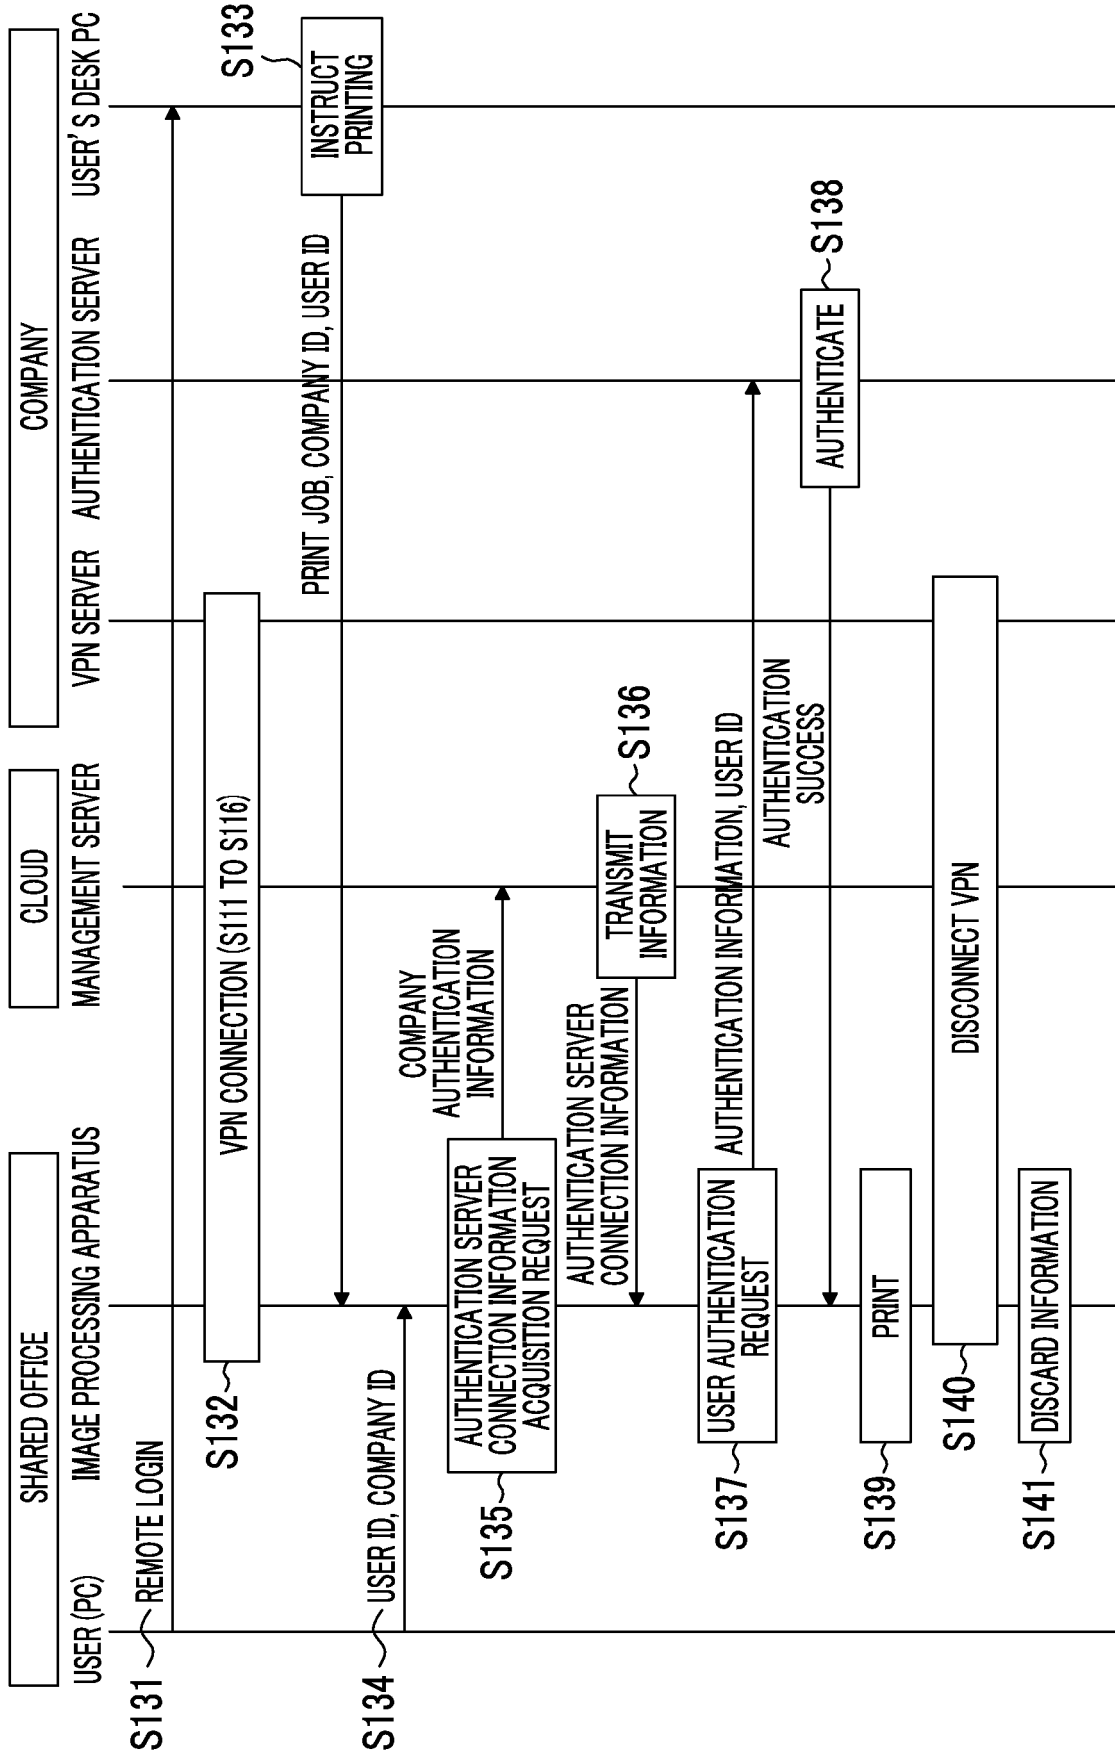 SHARED OFFICE
CLOUD
COMPANY
USER (PC)
IMAGE PROCESSING APPARATUS
MANAGEMENT SERVER
VPN SERVER
AUTHENTICATION SERVER
USER'S DESK PC
S131
REMOTE LOGIN
S132
VPN CONNECTION (S111 TO S116)
S133
INSTRUCT
PRINTING
PRINT JOB, COMPANY ID, USER ID
S134
USER ID, COMPANY ID
S135
AUTHENTICATION SERVER
CONNECTION INFORMATION
ACQUISITION REQUEST
COMPANY
AUTHENTICATION
INFORMATION
TRANSMIT
INFORMATION
S136
AUTHENTICATION SERVER
CONNECTION INFORMATION
S137
USER AUTHENTICATION
REQUEST
AUTHENTICATION INFORMATION, USER ID
AUTHENTICATE
S138
AUTHENTICATION
SUCCESS
S139
PRINT
S140
DISCONNECT VPN
S141
DISCARD INFORMATION